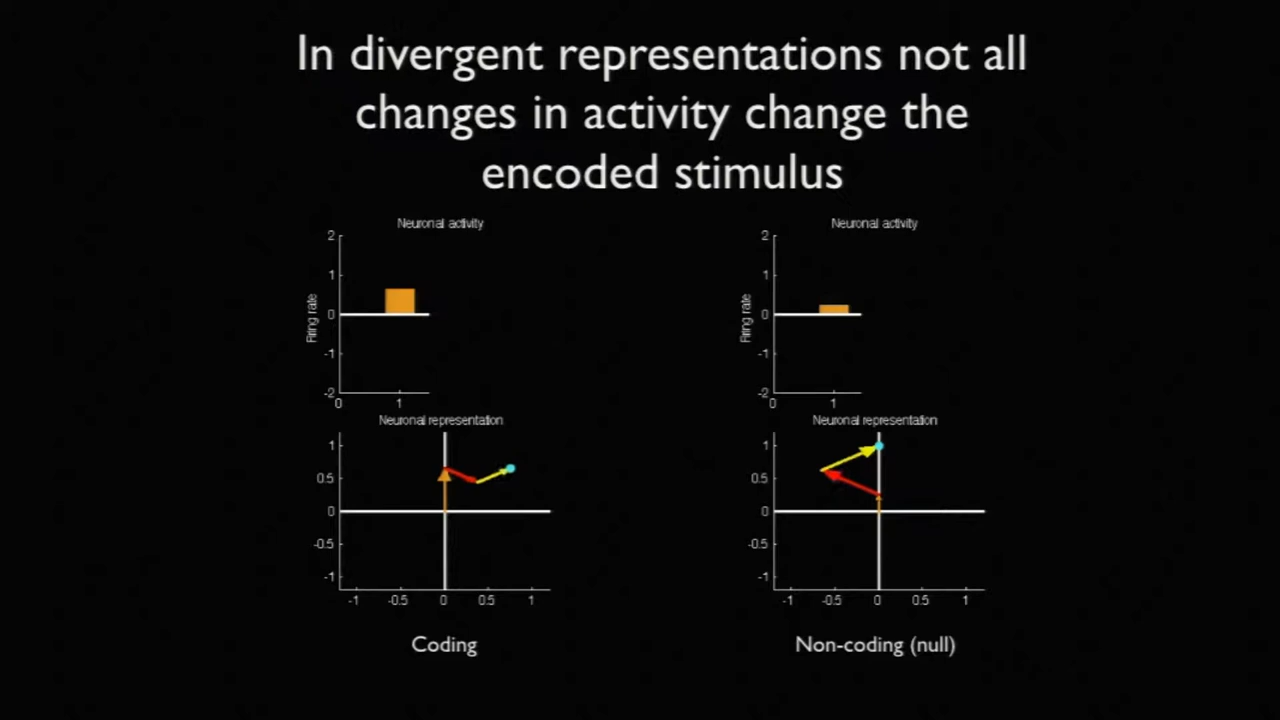 In divergent representations not all
changes in activity change the
encoded stimulus
Neuronal activity
2
1
0
-1
-2
Firing rate
0 1
Neuronal representation
1
0.5
0
-0.5
-1
-1 -0.5 0 0.5 1
Coding
Neuronal activity
2
1
0
-1
-2
Firing rate
0 1
Neuronal representation
1
0.5
0
-0.5
-1
-1 -0.5 0 0.5 1
Non-coding (null)